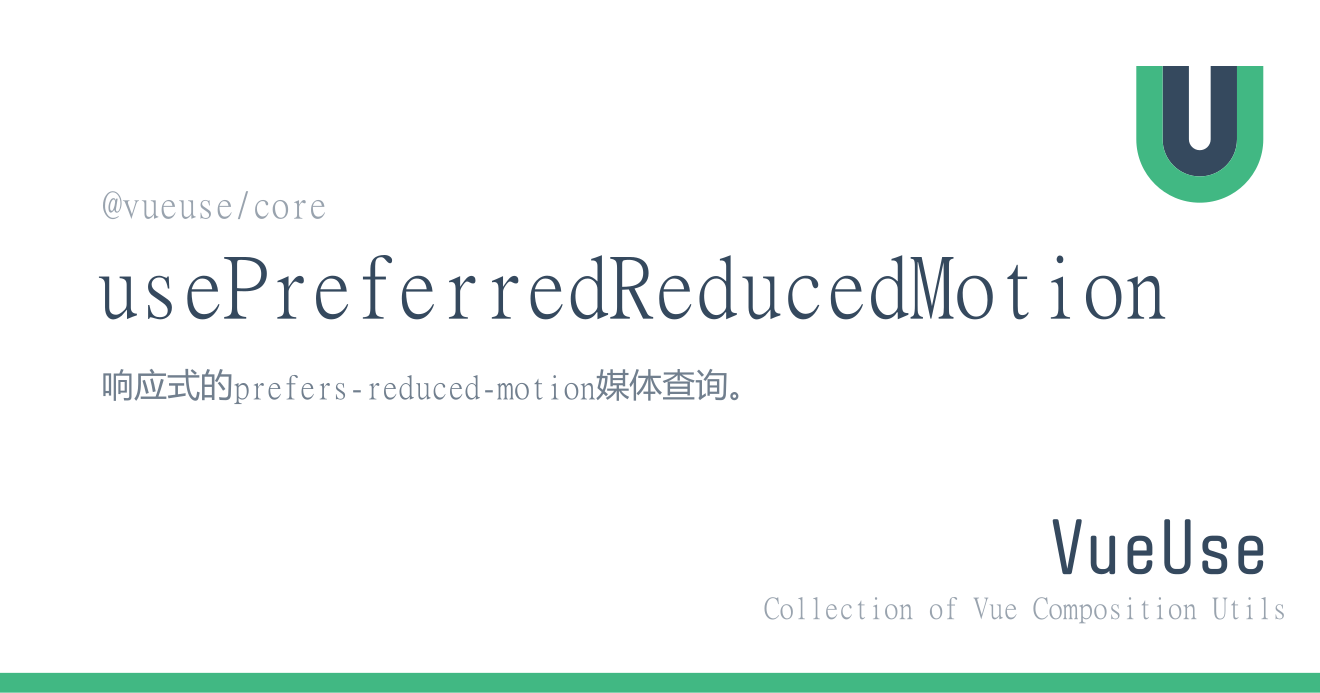 @vueuse/core
usePreferredReducedMotion
响应式的prefers-reduced-motion媒体查询。
VueUse
Collection of Vue Composition Utils